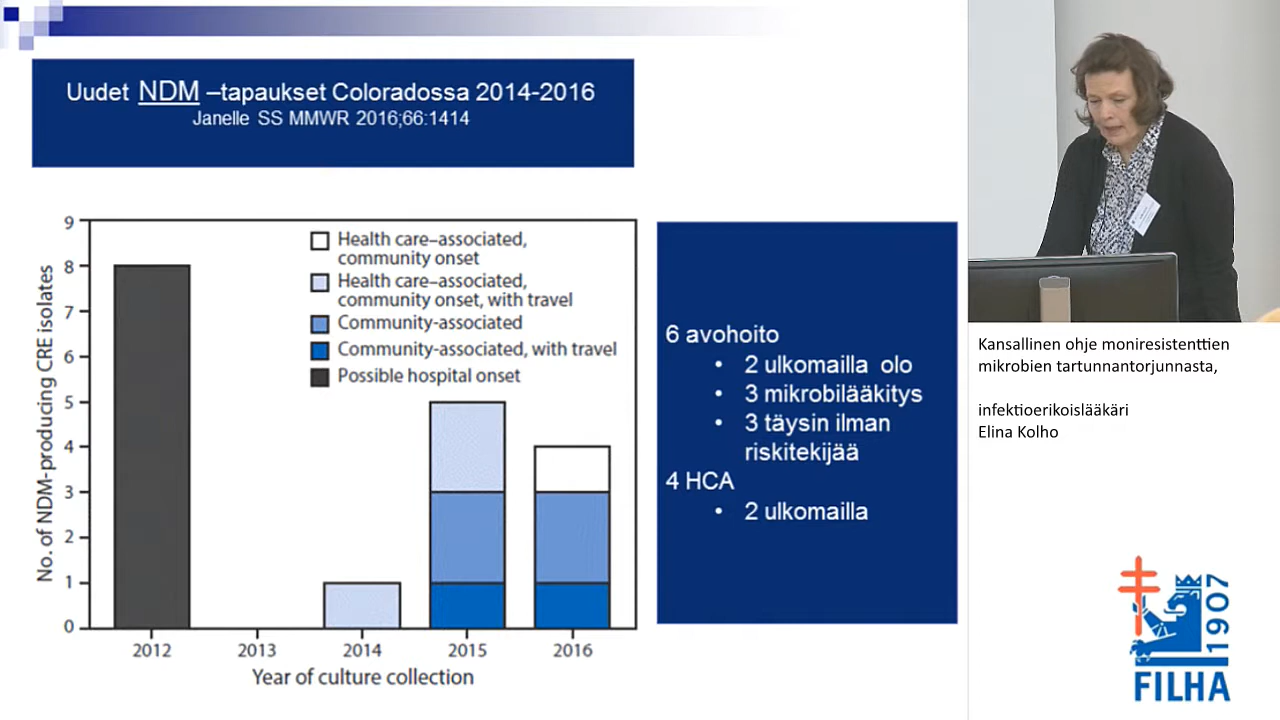 Uudet NDM –tapaukset Coloradossa 2014-2016
Janelle SS MMWR 2016;66:1414
No. of NDM-producing CRE isolates
9
8
7
6
5
4
3
2
1
0
Health care–associated,
community onset
Health care–associated,
community onset, with travel
Community-associated
Community-associated, with travel
Possible hospital onset
2012
2013
2014
2015
2016
Year of culture collection
6 avohoito
• 2 ulkomailla olo
• 3 mikrobilääkitys
• 3 täysin ilman
riskitekijää
4 HCA
• 2 ulkomailla
Kansallinen ohje moniresistenttien
mikrobien tartunnantorjunnasta,
infektioerikoislääkäri
Elina Kolho
1907
FILHA